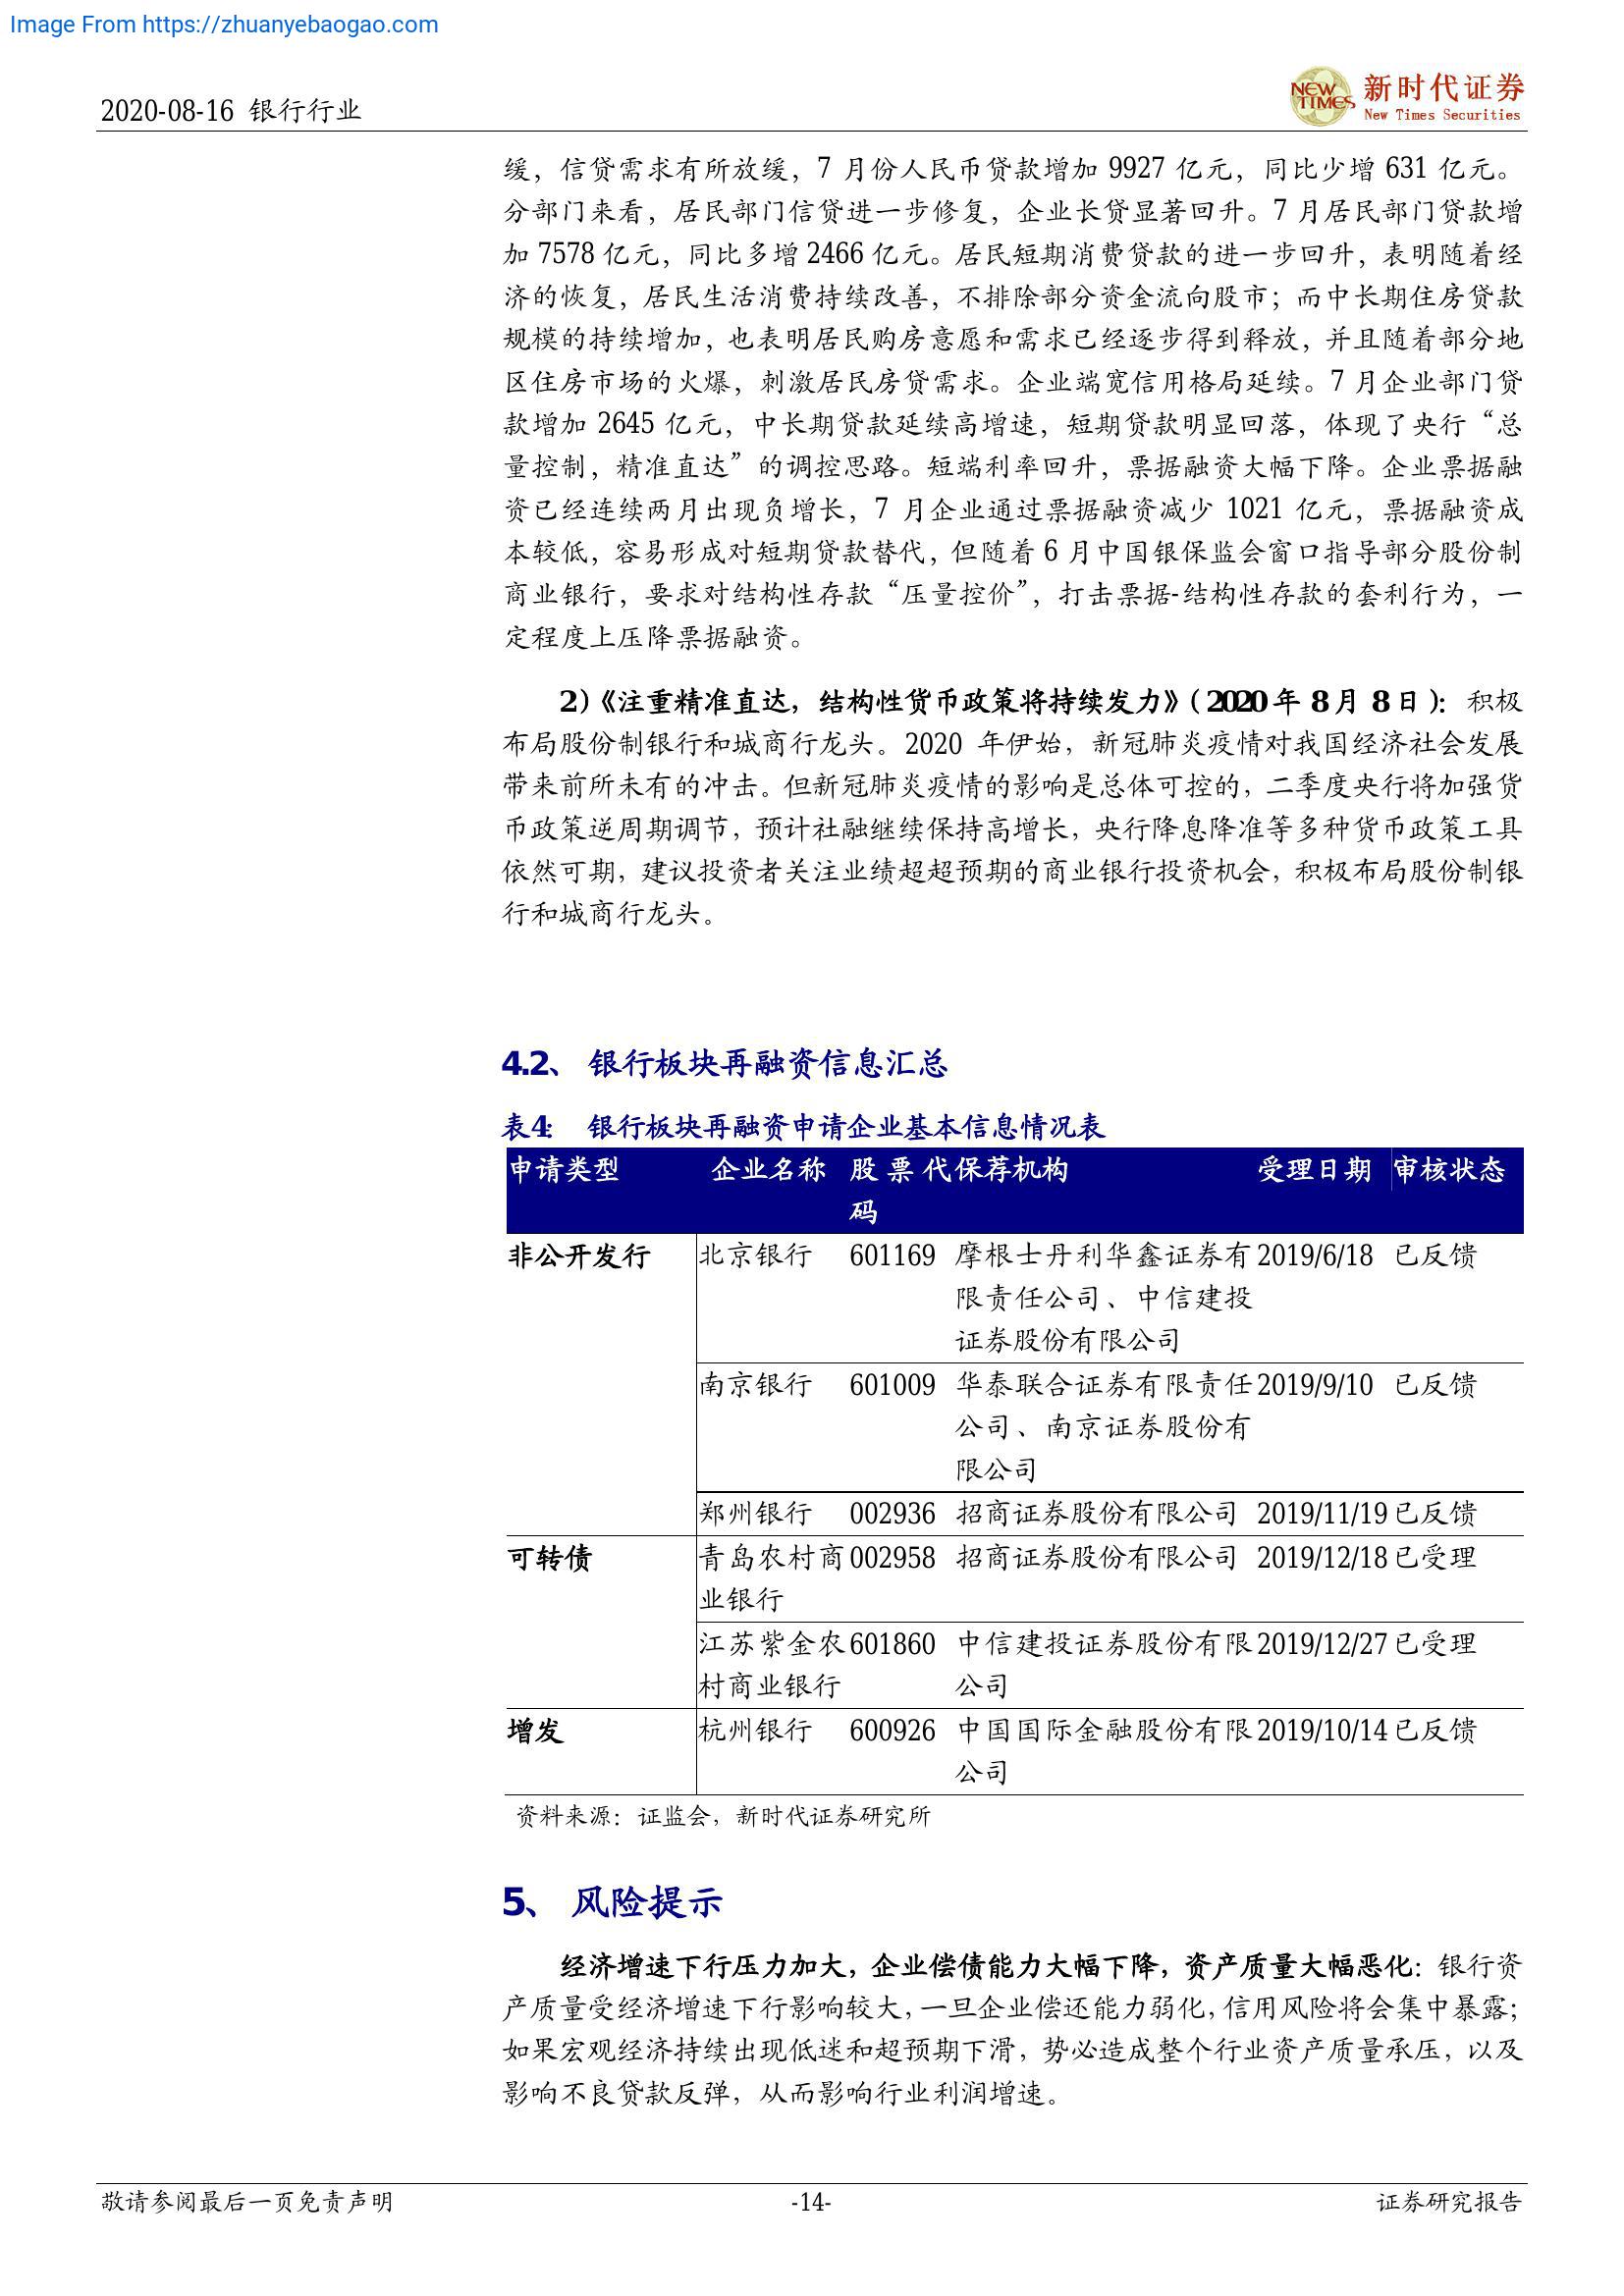 Image From https://zhuanyebaogao.com
2020-08-16 银行行业
NEW TIMES
新时代证券
New Times Securities
缓，信贷需求有所放缓，7 月份人民币贷款增加 9927 亿元，同比少增 631 亿元。
分部门来看，居民部门信贷进一步修复，企业长贷显著回升。7 月居民部门贷款增
加 7578 亿元，同比多增 2466 亿元。居民短期消费贷款的进一步回升，表明随着经
济的恢复，居民生活消费持续改善，不排除部分资金流向股市；而中长期住房贷款
规模的持续增加，也表明居民购房意愿和需求已经逐步得到释放，并且随着部分地
区住房市场的火爆，刺激居民房贷需求。企业端宽信用格局延续。7 月企业部门贷
款增加 2645 亿元，中长期贷款延续高增速，短期贷款明显回落，体现了央行“总
量控制，精准直达”的调控思路。短端利率回升，票据融资大幅下降。企业票据融
资已经连续两月出现负增长，7 月企业通过票据融资减少 1021 亿元，票据融资成
本较低，容易形成对短期贷款替代，但随着 6 月中国银保监会窗口指导部分股份制
商业银行，要求对结构性存款“压量控价”，打击票据-结构性存款的套利行为，一
定程度上压降票据融资。
2）《注重精准直达，结构性货币政策将持续发力》（2020 年 8 月 8 日）：积极
布局股份制银行和城商行龙头。2020 年伊始，新冠肺炎疫情对我国经济社会发展
带来前所未有的冲击。但新冠肺炎疫情的影响是总体可控的，二季度央行将加强货
币政策逆周期调节，预计社融继续保持高增长，央行降息降准等多种货币政策工具
依然可期，建议投资者关注业绩超超预期的商业银行投资机会，积极布局股份制银
行和城商行龙头。
4.2、 银行板块再融资信息汇总
表4： 银行板块再融资申请企业基本信息情况表
申请类型 企业名称 股票代 保荐机构 受理日期 审核状态
码
非公开发行 北京银行 601169 摩根士丹利华鑫证券有 2019/6/18 已反馈
限责任公司、中信建投
证券股份有限公司
南京银行 601009 华泰联合证券有限责任 2019/9/10 已反馈
公司、南京证券股份有
限公司
郑州银行 002936 招商证券股份有限公司 2019/11/19 已反馈
可转债 青岛农村商 002958 招商证券股份有限公司 2019/12/18 已受理
业银行
江苏紫金农 601860 中信建投证券股份有限 2019/12/27 已受理
村商业银行 公司
增发 杭州银行 600926 中国国际金融股份有限 2019/10/14 已反馈
公司
资料来源：证监会，新时代证券研究所
5、 风险提示
经济增速下行压力加大，企业偿债能力大幅下降，资产质量大幅恶化：银行资
产质量受经济增速下行影响较大，一旦企业偿还能力弱化，信用风险将会集中暴露；
如果宏观经济持续出现低迷和超预期下滑，势必造成整个行业资产质量承压，以及
影响不良贷款反弹，从而影响行业利润增速。
敬请参阅最后一页免责声明 -14- 证券研究报告